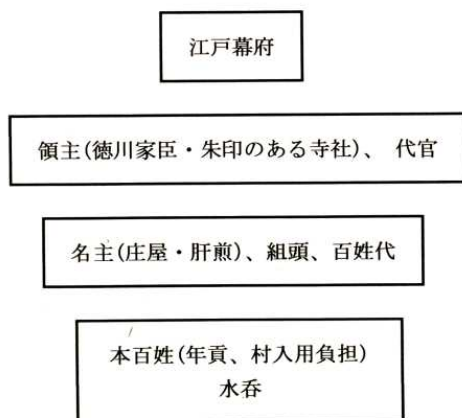 江戸幕府
領主(徳川家臣・朱印のある寺社)、 代官
名主(庄屋・肝煎)、組頭、百姓代
本百姓(年貢、村入用負担)
水呑